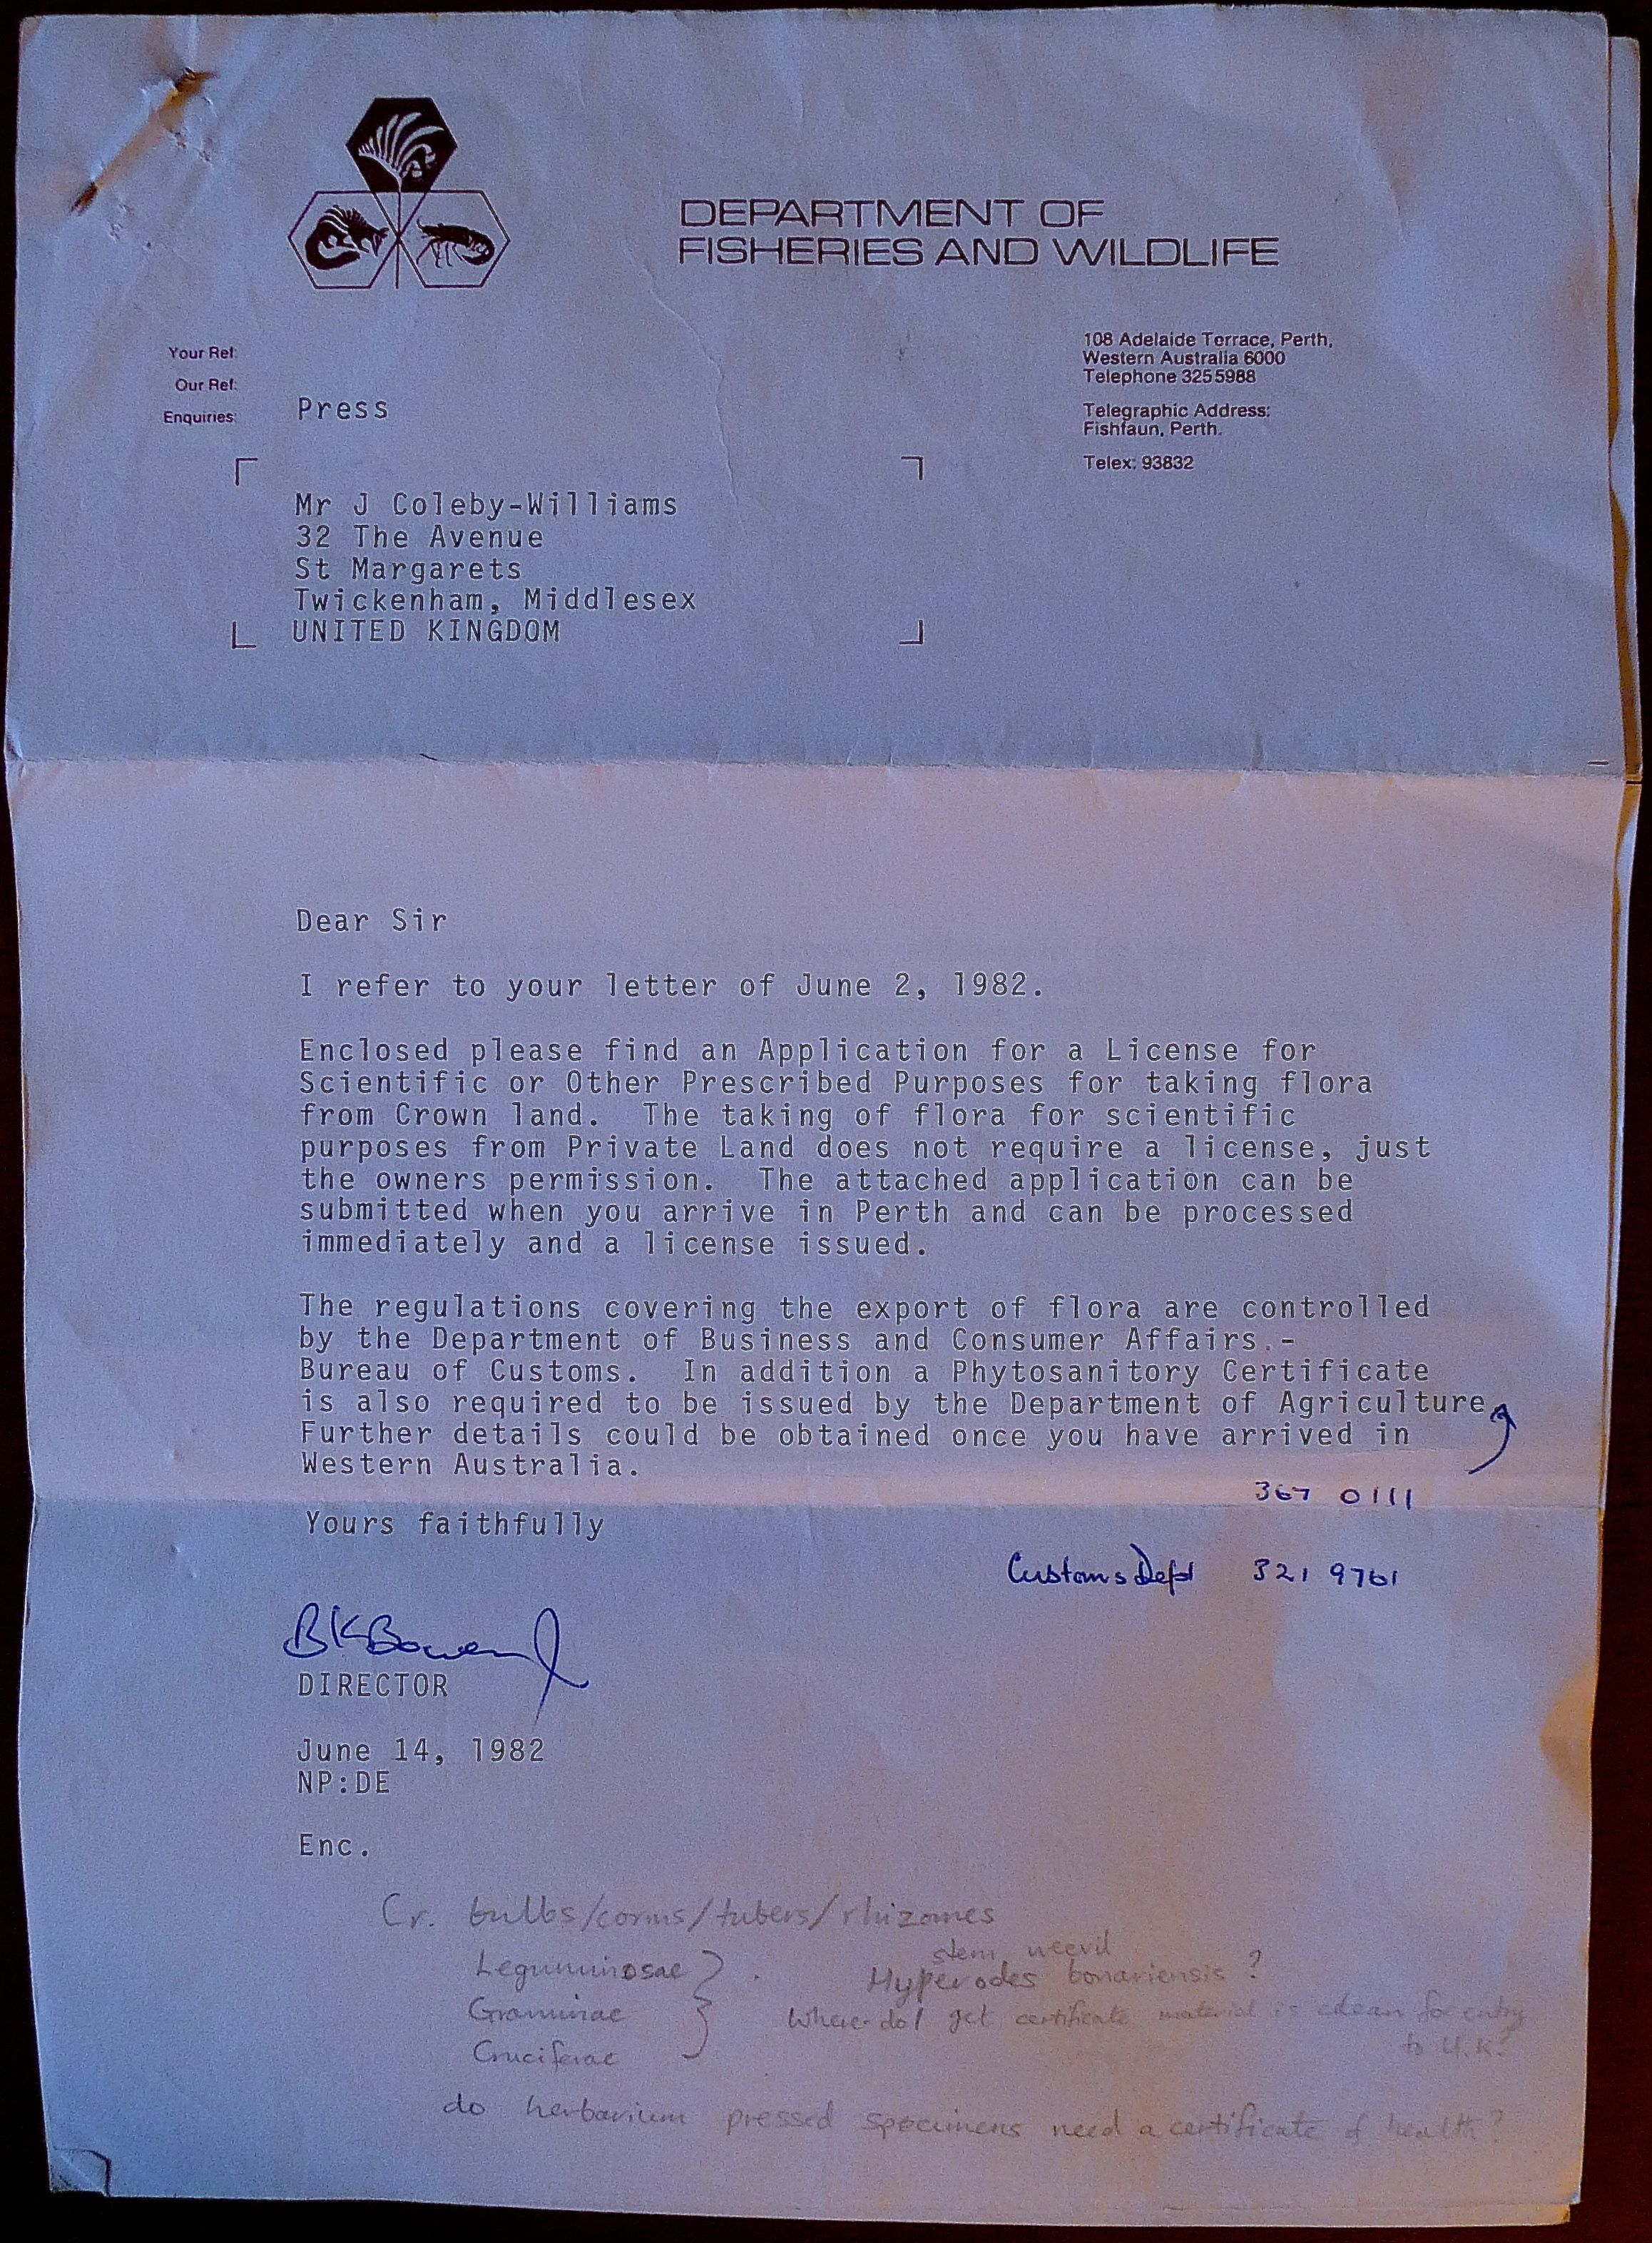 DEPARTMENT OF
FISHERIES AND WILDLIFE
108 Adelaide Terrace, Perth,
Western Australia 6000
Telephone 3255988
Telegraphic Address:
Fishfaun, Perth.
Telex: 93832
Your Ref:
Our Ref:
Enquiries: Press
Mr J Coleby-Williams
32 The Avenue
St Margarets
Twickenham, Middlesex
UNITED KINGDOM
Dear Sir
I refer to your letter of June 2, 1982.
Enclosed please find an Application for a License for
Scientific or Other Prescribed Purposes for taking flora
from Crown land. The taking of flora for scientific
purposes from Private Land does not require a license, just
the owners permission. The attached application can be
submitted when you arrive in Perth and can be processed
immediately and a license issued.
The regulations covering the export of flora are controlled
by the Department of Business and Consumer Affairs.-
Bureau of Customs. In addition a Phytosanitory Certificate
is also required to be issued by the Department of Agriculture.
Further details could be obtained once you have arrived in
Western Australia.
367 0111
Yours faithfully
Customs Dept 321 9761
BKBowen
DIRECTOR
June 14, 1982
NP:DE
Enc.
Cr. bulbs/corms/tubers/rhizomes
Leguminosae
Graminae
Cruciferae
stem weevil
Hyperodes bonariensis ?
Where do I get certificate material is clean for entry
to U.K?
do herbarium pressed specimens need a certificate of health?